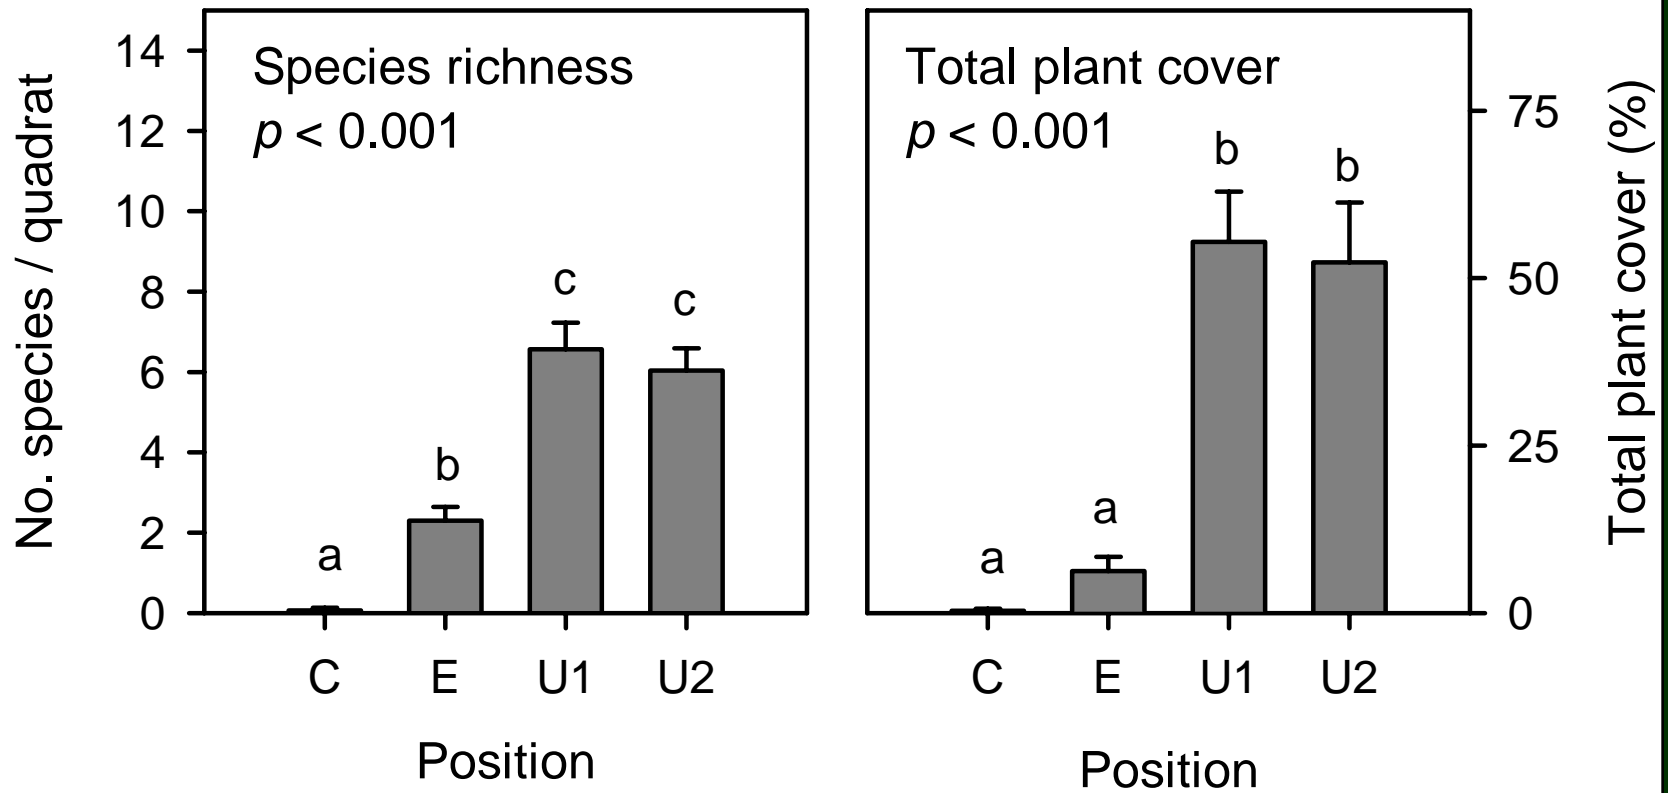 No. species / quadrat
14
12
10
8
6
4
2
0
Species richness
p < 0.001
a
b
c
c
C E U1 U2
Position
Total plant cover
p < 0.001
a
a
b
b
C E U1 U2
Position
75
50
25
0
Total plant cover (%)